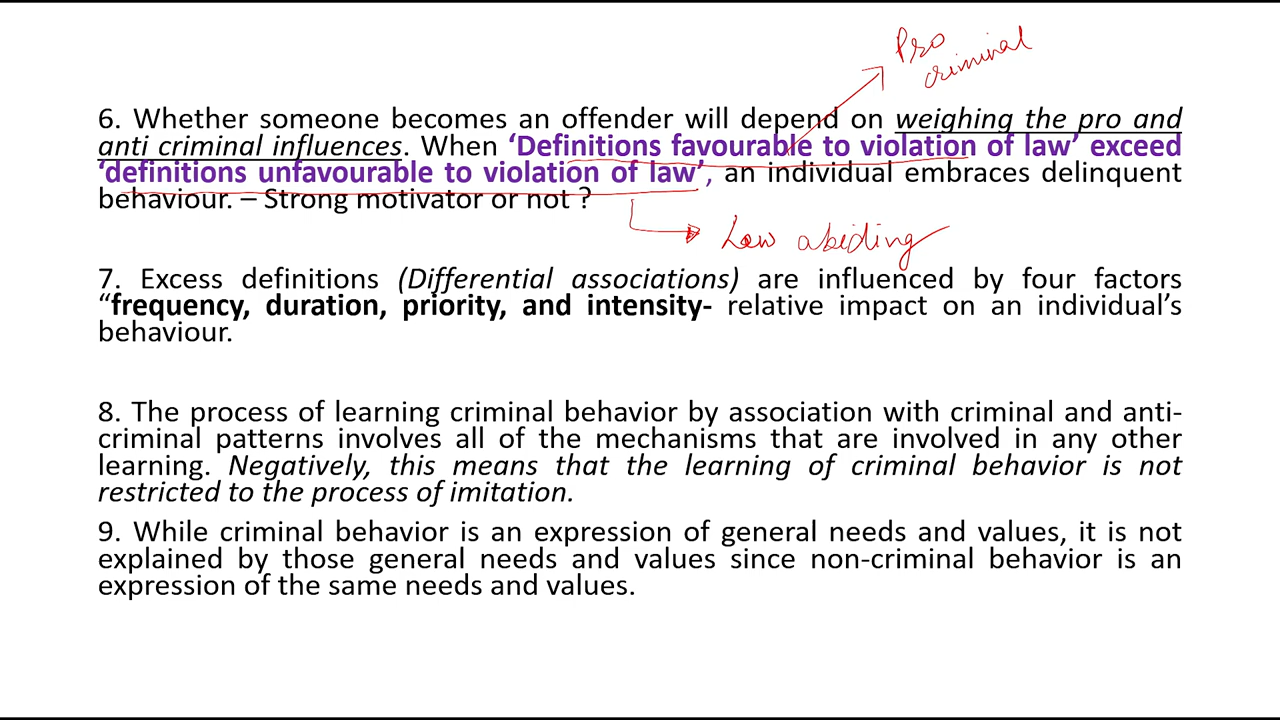 Pro
criminal
6. Whether someone becomes an offender will depend on weighing the pro and
anti criminal influences. When ‘Definitions favourable to violation of law’ exceed
‘definitions unfavourable to violation of law’, an individual embraces delinquent
behaviour. – Strong motivator or not ?
Law abiding
7. Excess definitions (Differential associations) are influenced by four factors
“frequency, duration, priority, and intensity- relative impact on an individual’s
behaviour.
8. The process of learning criminal behavior by association with criminal and anti-
criminal patterns involves all of the mechanisms that are involved in any other
learning. Negatively, this means that the learning of criminal behavior is not
restricted to the process of imitation.
9. While criminal behavior is an expression of general needs and values, it is not
explained by those general needs and values since non-criminal behavior is an
expression of the same needs and values.